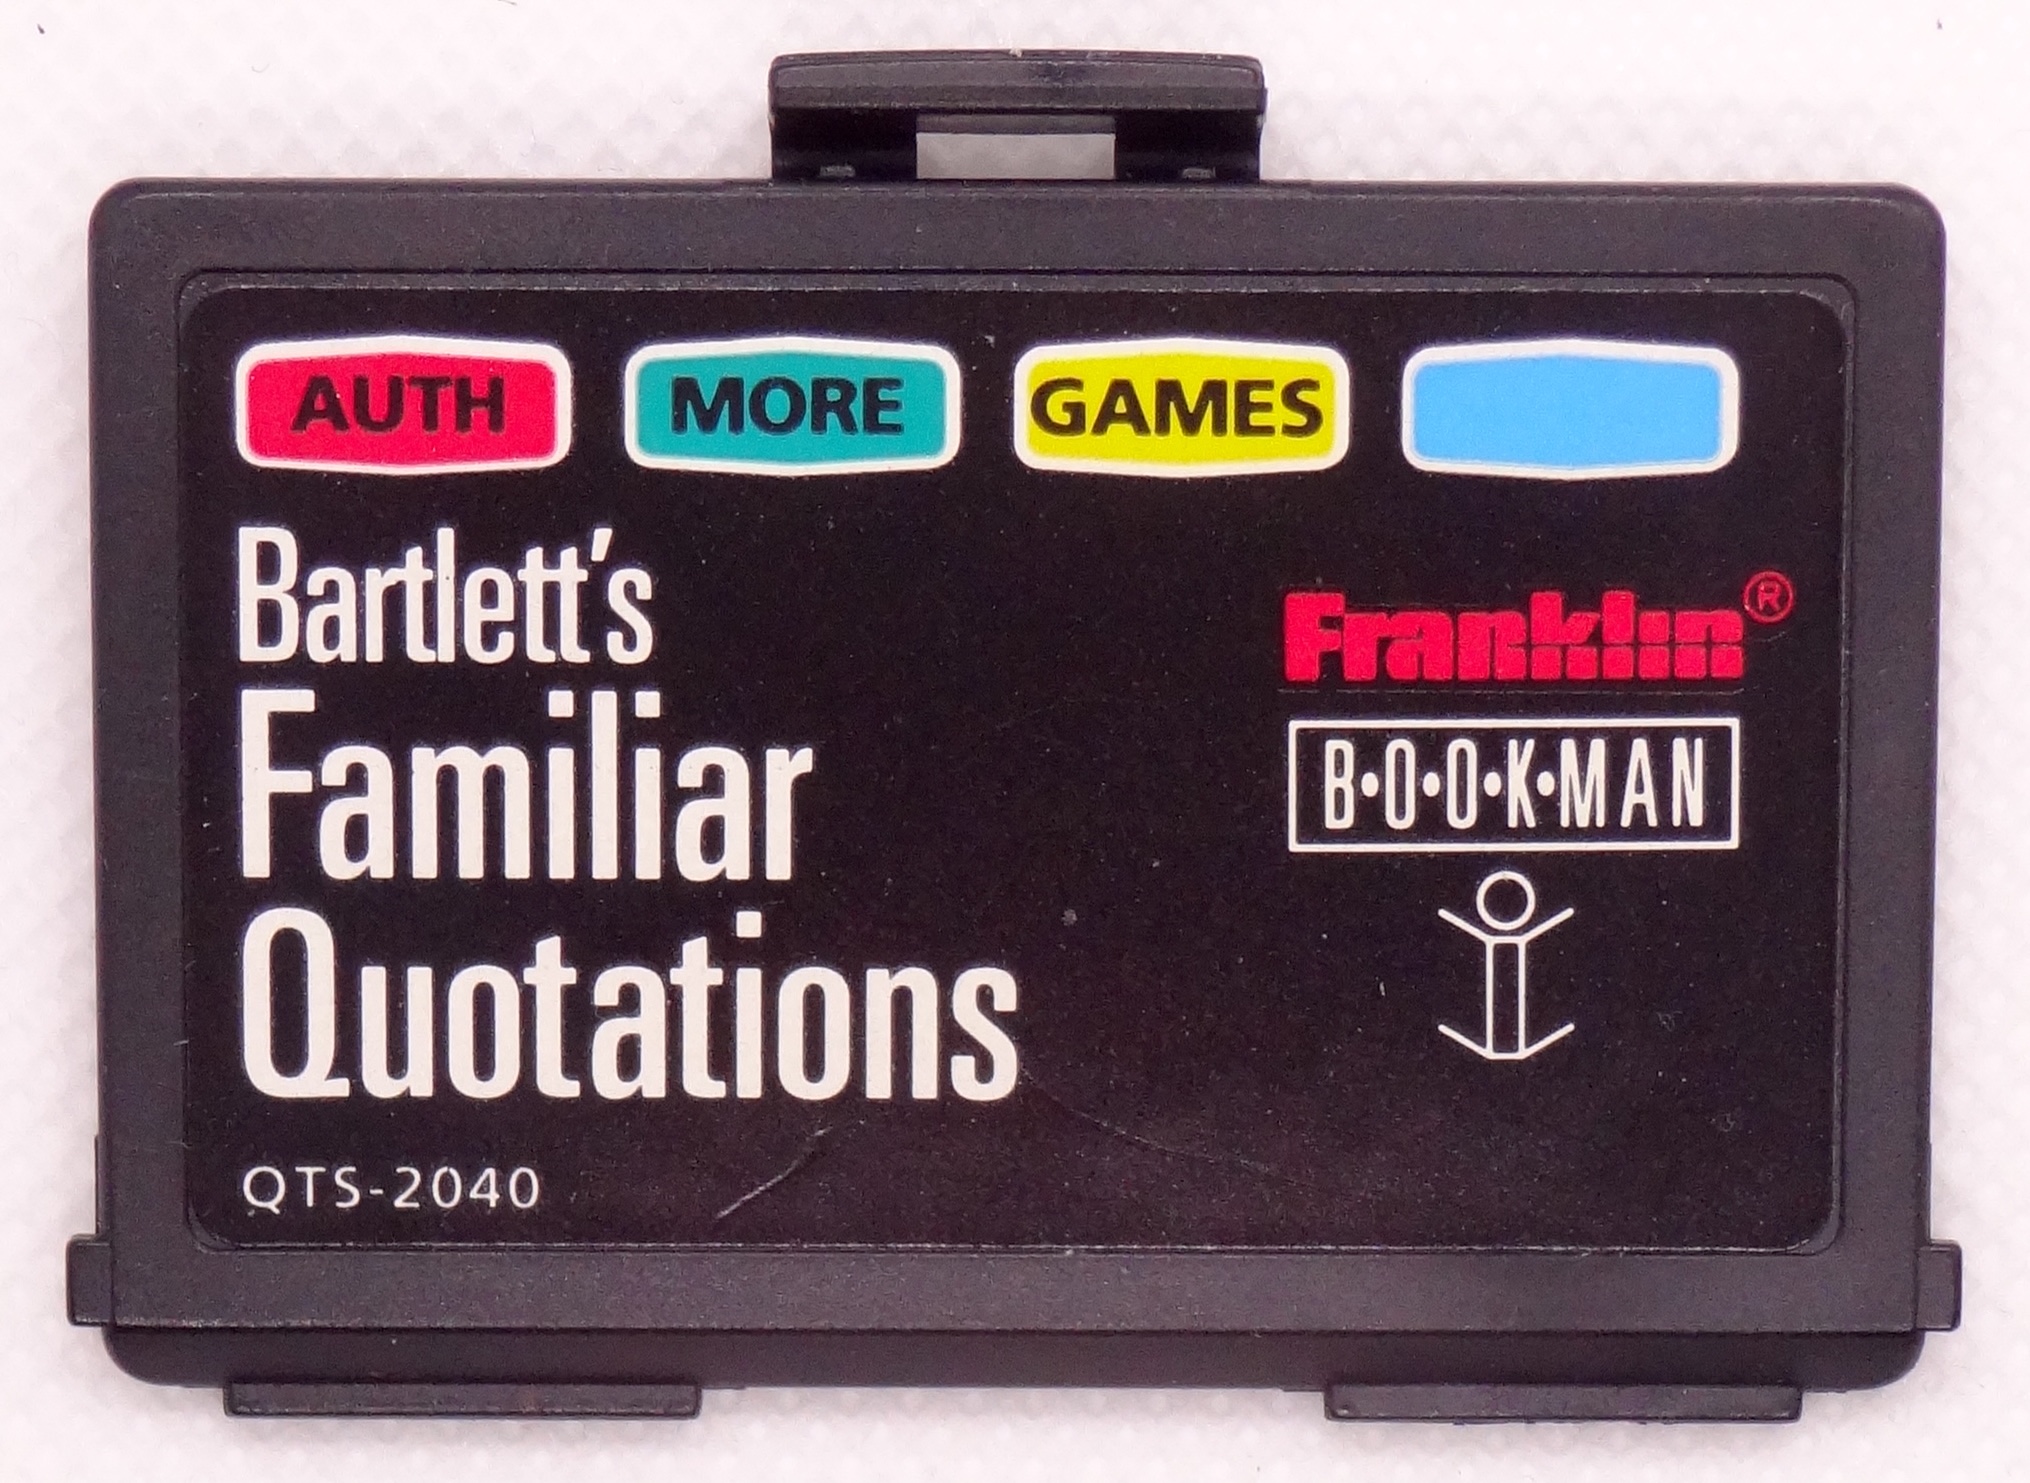 AUTH MORE GAMES
Bartlett's
Familiar
Quotations
Franklin®
B•O•O•K•MAN
QTS-2040